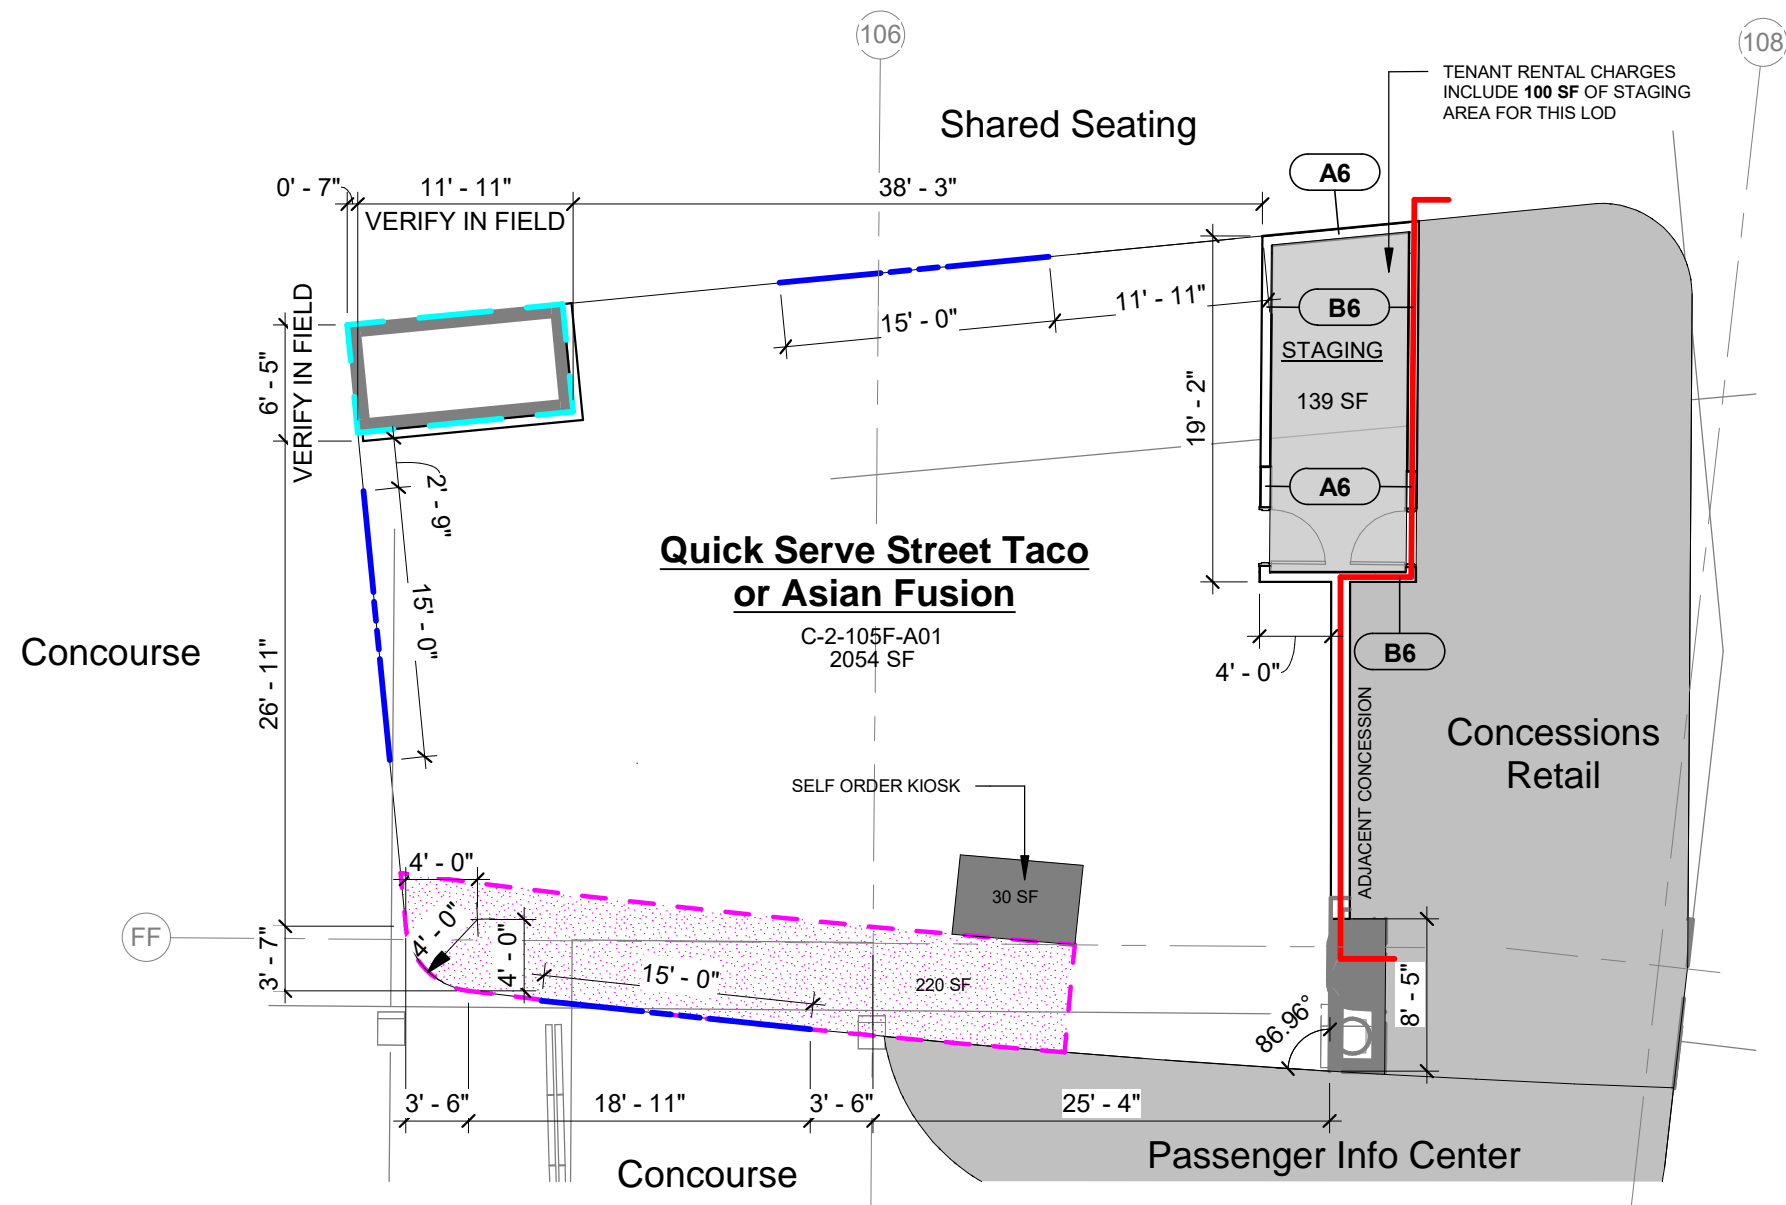 106
108
TENANT RENTAL CHARGES
INCLUDE 100 SF OF STAGING
AREA FOR THIS LOD
Shared Seating
A6
0' - 7"
11' - 11"
38' - 3"
VERIFY IN FIELD
B6
15' - 0"
11' - 11"
STAGING
6' - 5"
VERIFY IN FIELD
139 SF
19' - 2"
A6
2' - 9"
Quick Serve Street Taco
or Asian Fusion
C-2-105F-A01
2054 SF
15' - 0"
Concourse
26' - 11"
4' - 0"
B6
ADJACENT CONCESSION
Concessions
Retail
SELF ORDER KIOSK
30 SF
4' - 0"
4' - 0"
4' - 0"
FF
3' - 7"
15' - 0"
220 SF
86.96°
8' - 5"
3' - 6"
18' - 11"
3' - 6"
25' - 4"
Concourse
Passenger Info Center